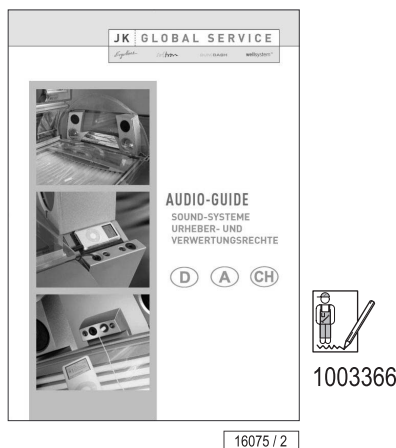 JK GLOBAL SERVICE
AUDIO-GUIDE
SOUND-SYSTEME
URHEBER- UND
VERWERTUNGSRECHTE
D A CH
1003366
16075 / 2